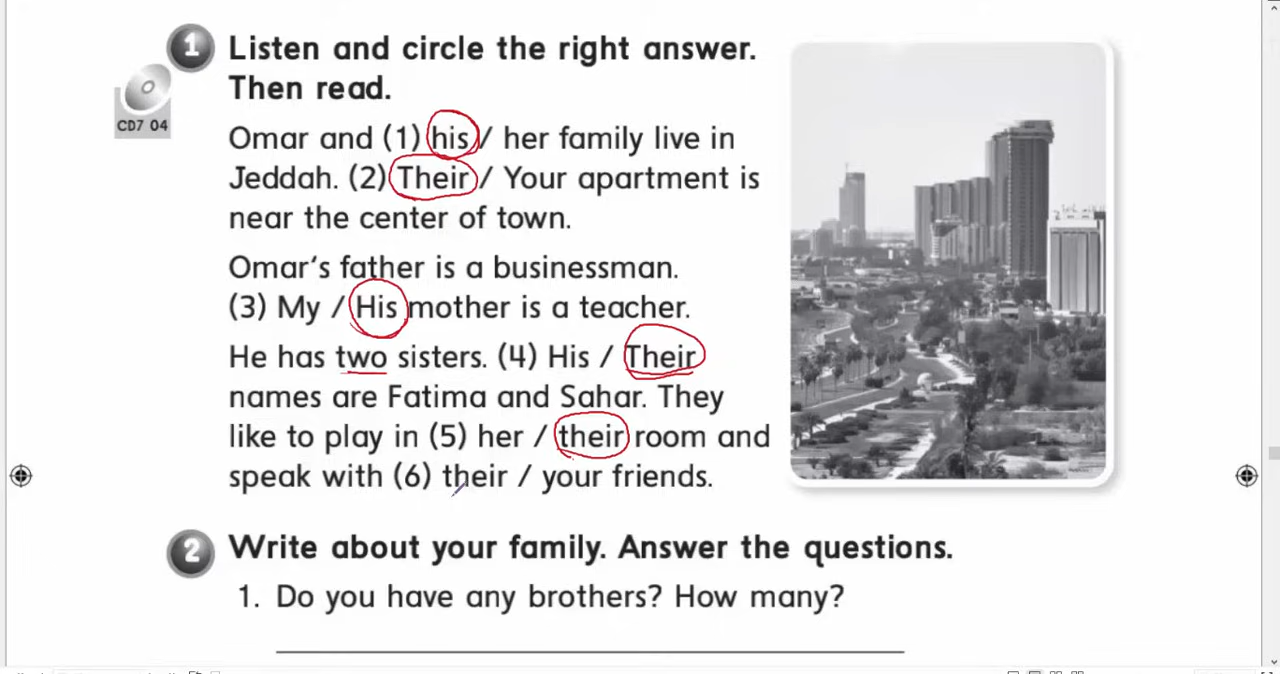 1 Listen and circle the right answer.
Then read.
CD7 04
Omar and (1) his / her family live in
Jeddah. (2) Their / Your apartment is
near the center of town.
Omar's father is a businessman.
(3) My / His mother is a teacher.
He has two sisters. (4) His / Their
names are Fatima and Sahar. They
like to play in (5) her / their room and
speak with (6) their / your friends.
2 Write about your family. Answer the questions.
1. Do you have any brothers? How many?